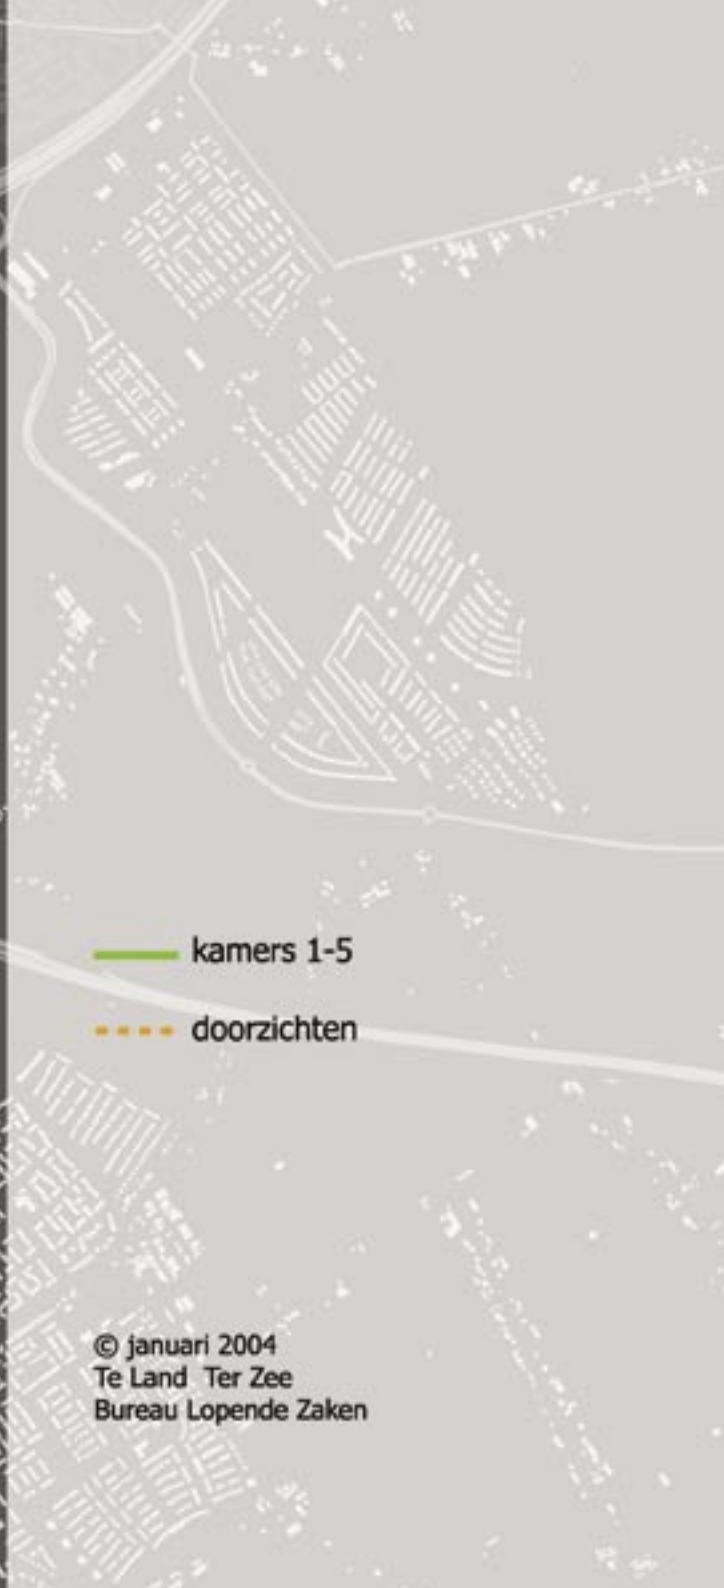 kamers 1-5
doorzichten
© januari 2004
Te Land Ter Zee
Bureau Lopende Zaken